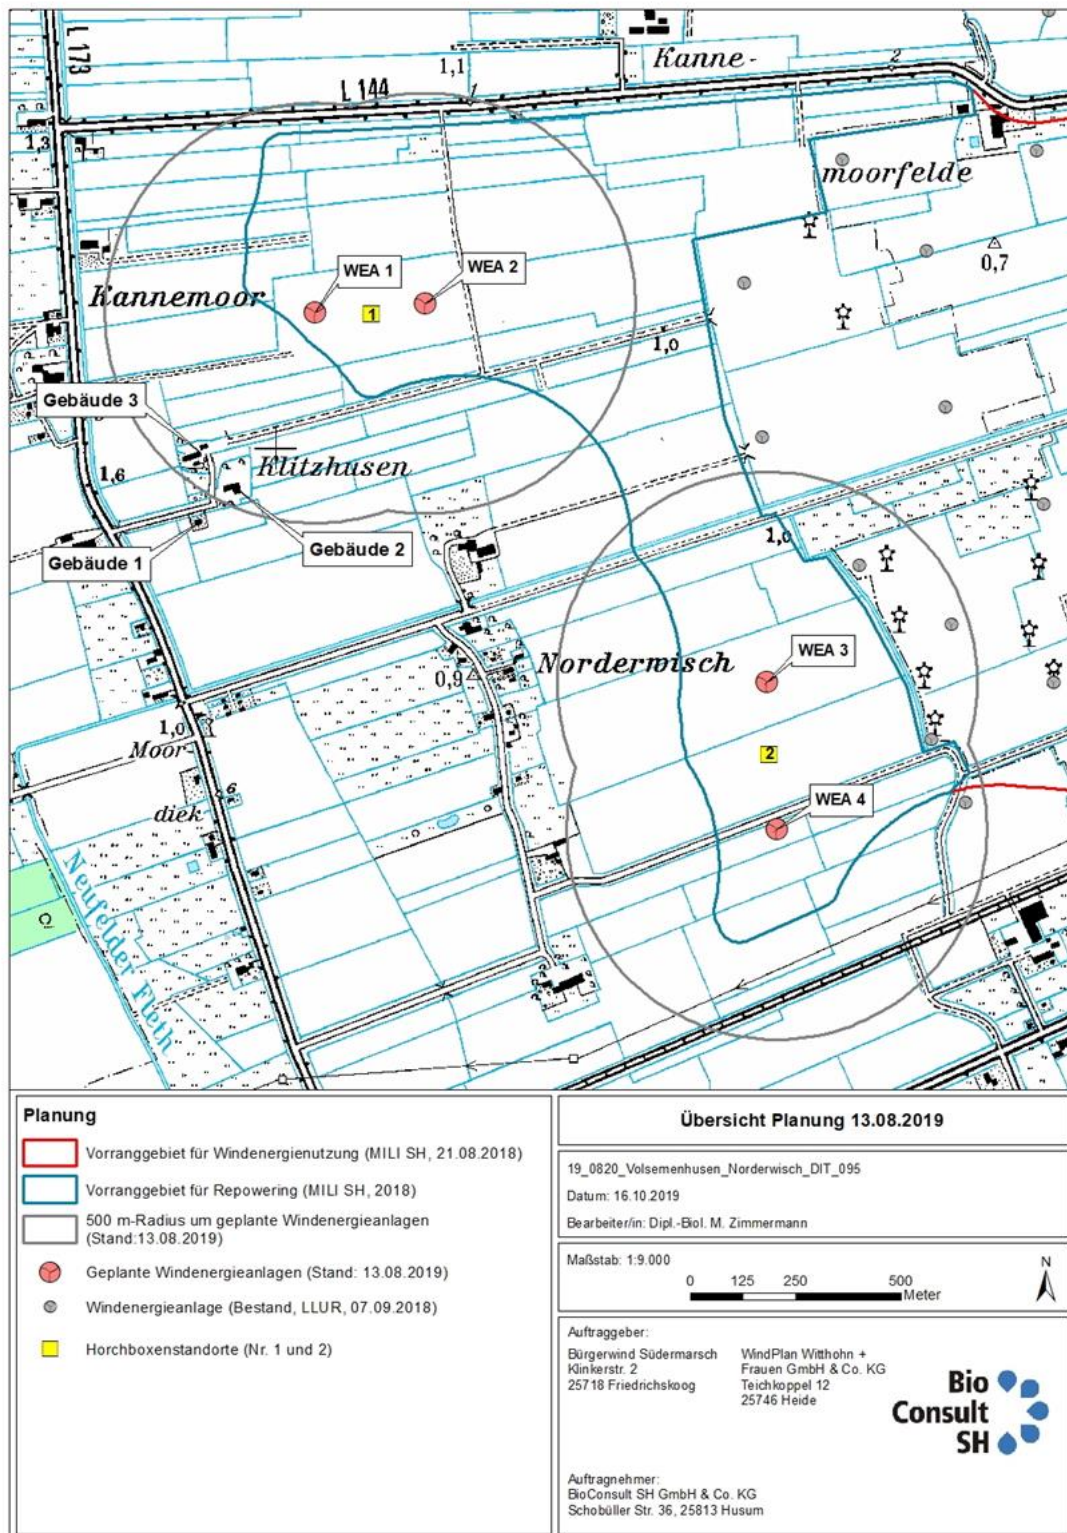 L 173
L 144
1,1
1
2
Kanne-
moorfelde
1,3
0,7
WEA 1
WEA 2
1
Kannemoor
1,0
Gebäude 3
Klitzhusen
1,6
Gebäude 2
Gebäude 1
1,0
WEA 3
Nordermisch
0,9
2
1,0
Moor-
diek
6
WEA 4
Neufelder Fleth
Planung
Vorranggebiet für Windenergienutzung (MILI SH, 21.08.2018)
Vorranggebiet für Repowering (MILI SH, 2018)
500 m-Radius um geplante Windenergieanlagen
(Stand:13.08.2019)
Geplante Windenergieanlagen (Stand: 13.08.2019)
Windenergieanlage (Bestand, LLUR, 07.09.2018)
Horchboxenstandorte (Nr. 1 und 2)
Übersicht Planung 13.08.2019
19_0820_Volsemenhusen_Norderwisch_DIT_095
Datum: 16.10.2019
Bearbeiter/in: Dipl.-Biol. M. Zimmermann
Maßstab: 1:9.000
0 125 250 500
Meter
N
Auftraggeber:
Bürgerwind Südermarsch
Klinkerstr. 2
25718 Friedrichskoog
WindPlan Witthohn +
Frauen GmbH & Co. KG
Teichkoppel 12
25746 Heide
Bio
Consult
SH
Auftragnehmer:
BioConsult SH GmbH & Co. KG
Schobüller Str. 36, 25813 Husum